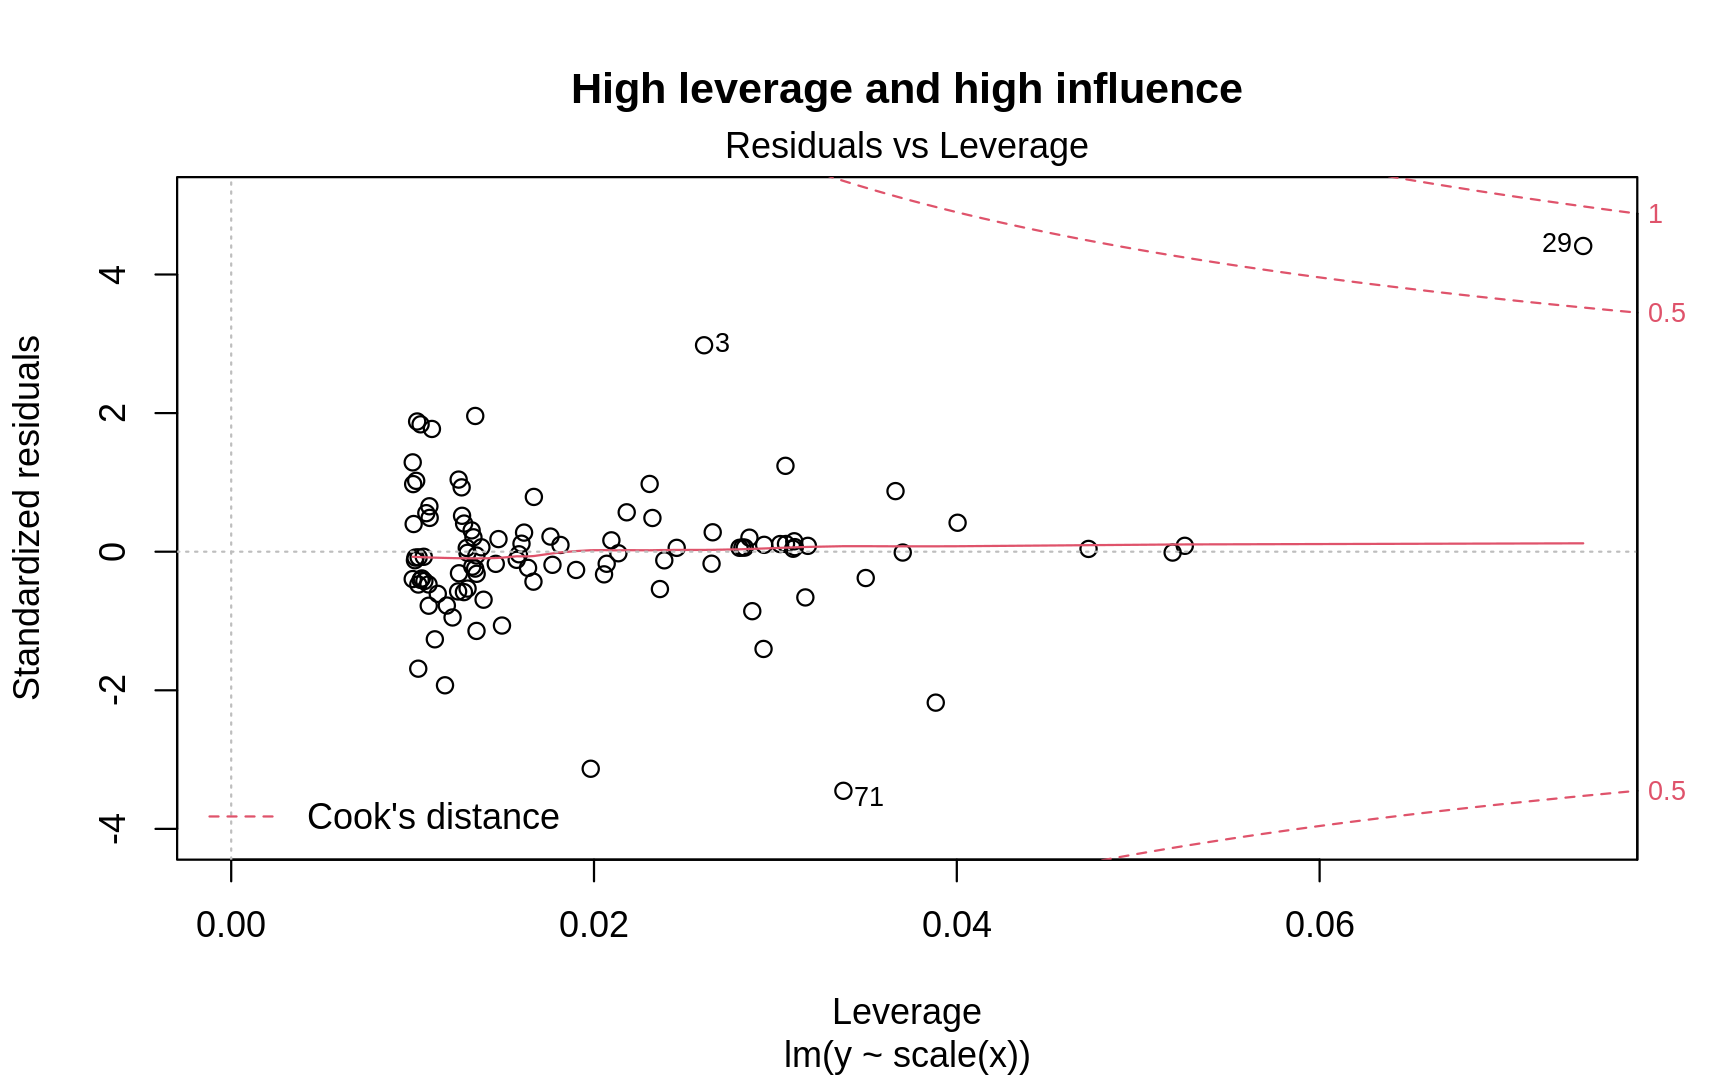 High leverage and high influence
Residuals vs Leverage
1
29
0.5
3
4
2
0
-2
-4
Standardized residuals
71
0.5
Cook's distance
0.00 0.02 0.04 0.06
Leverage
lm(y ~ scale(x))